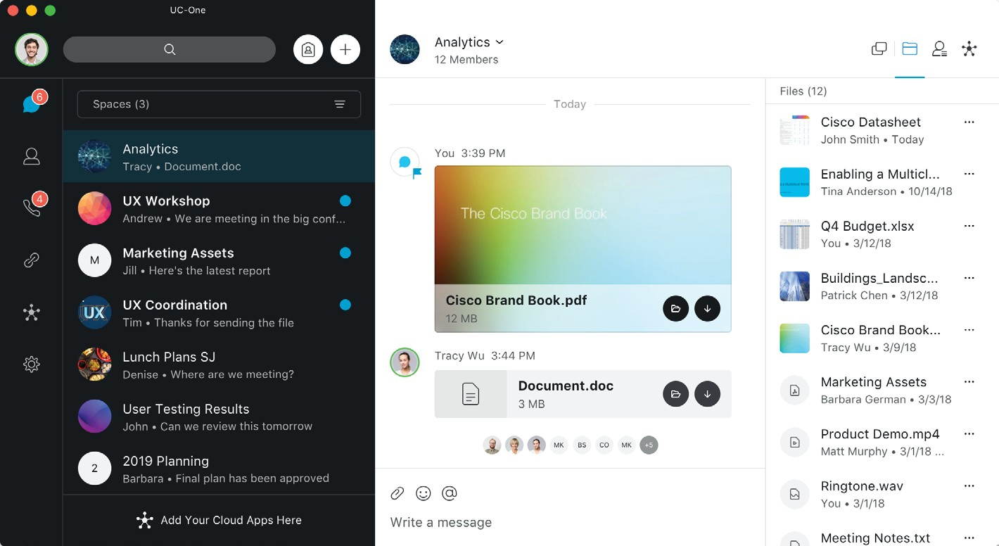 UC-One
6
4
Spaces (3)
Analytics
Tracy • Document.doc
UX Workshop
Andrew • We are meeting in the big conf...
M
Marketing Assets
Jill • Here's the latest report
UX
UX Coordination
Tim • Thanks for sending the file
Lunch Plans SJ
Denise • Where are we meeting?
User Testing Results
John • Can we review this tomorrow
2
2019 Planning
Barbara • Final plan has been approved
Add Your Cloud Apps Here
Analytics
12 Members
Today
You 3:39 PM
The Cisco Brand Book
Cisco Brand Book.pdf
12 MB
Tracy Wu 3:44 PM
Document.doc
3 MB
MK BS CO MK +5
Write a message
Files (12)
Cisco Datasheet
John Smith • Today
Enabling a Multicl...
Tina Anderson • 10/14/18
Q4 Budget.xlsx
You • 3/12/18
Buildings_Landsc...
Patrick Chen • 3/12/18
Cisco Brand Book...
Tracy Wu • 3/9/18
Marketing Assets
Barbara German • 3/3/18
Product Demo.mp4
Matt Murphy • 3/1/18 ...
Ringtone.wav
You • 3/1/18
Meeting Notes.txt